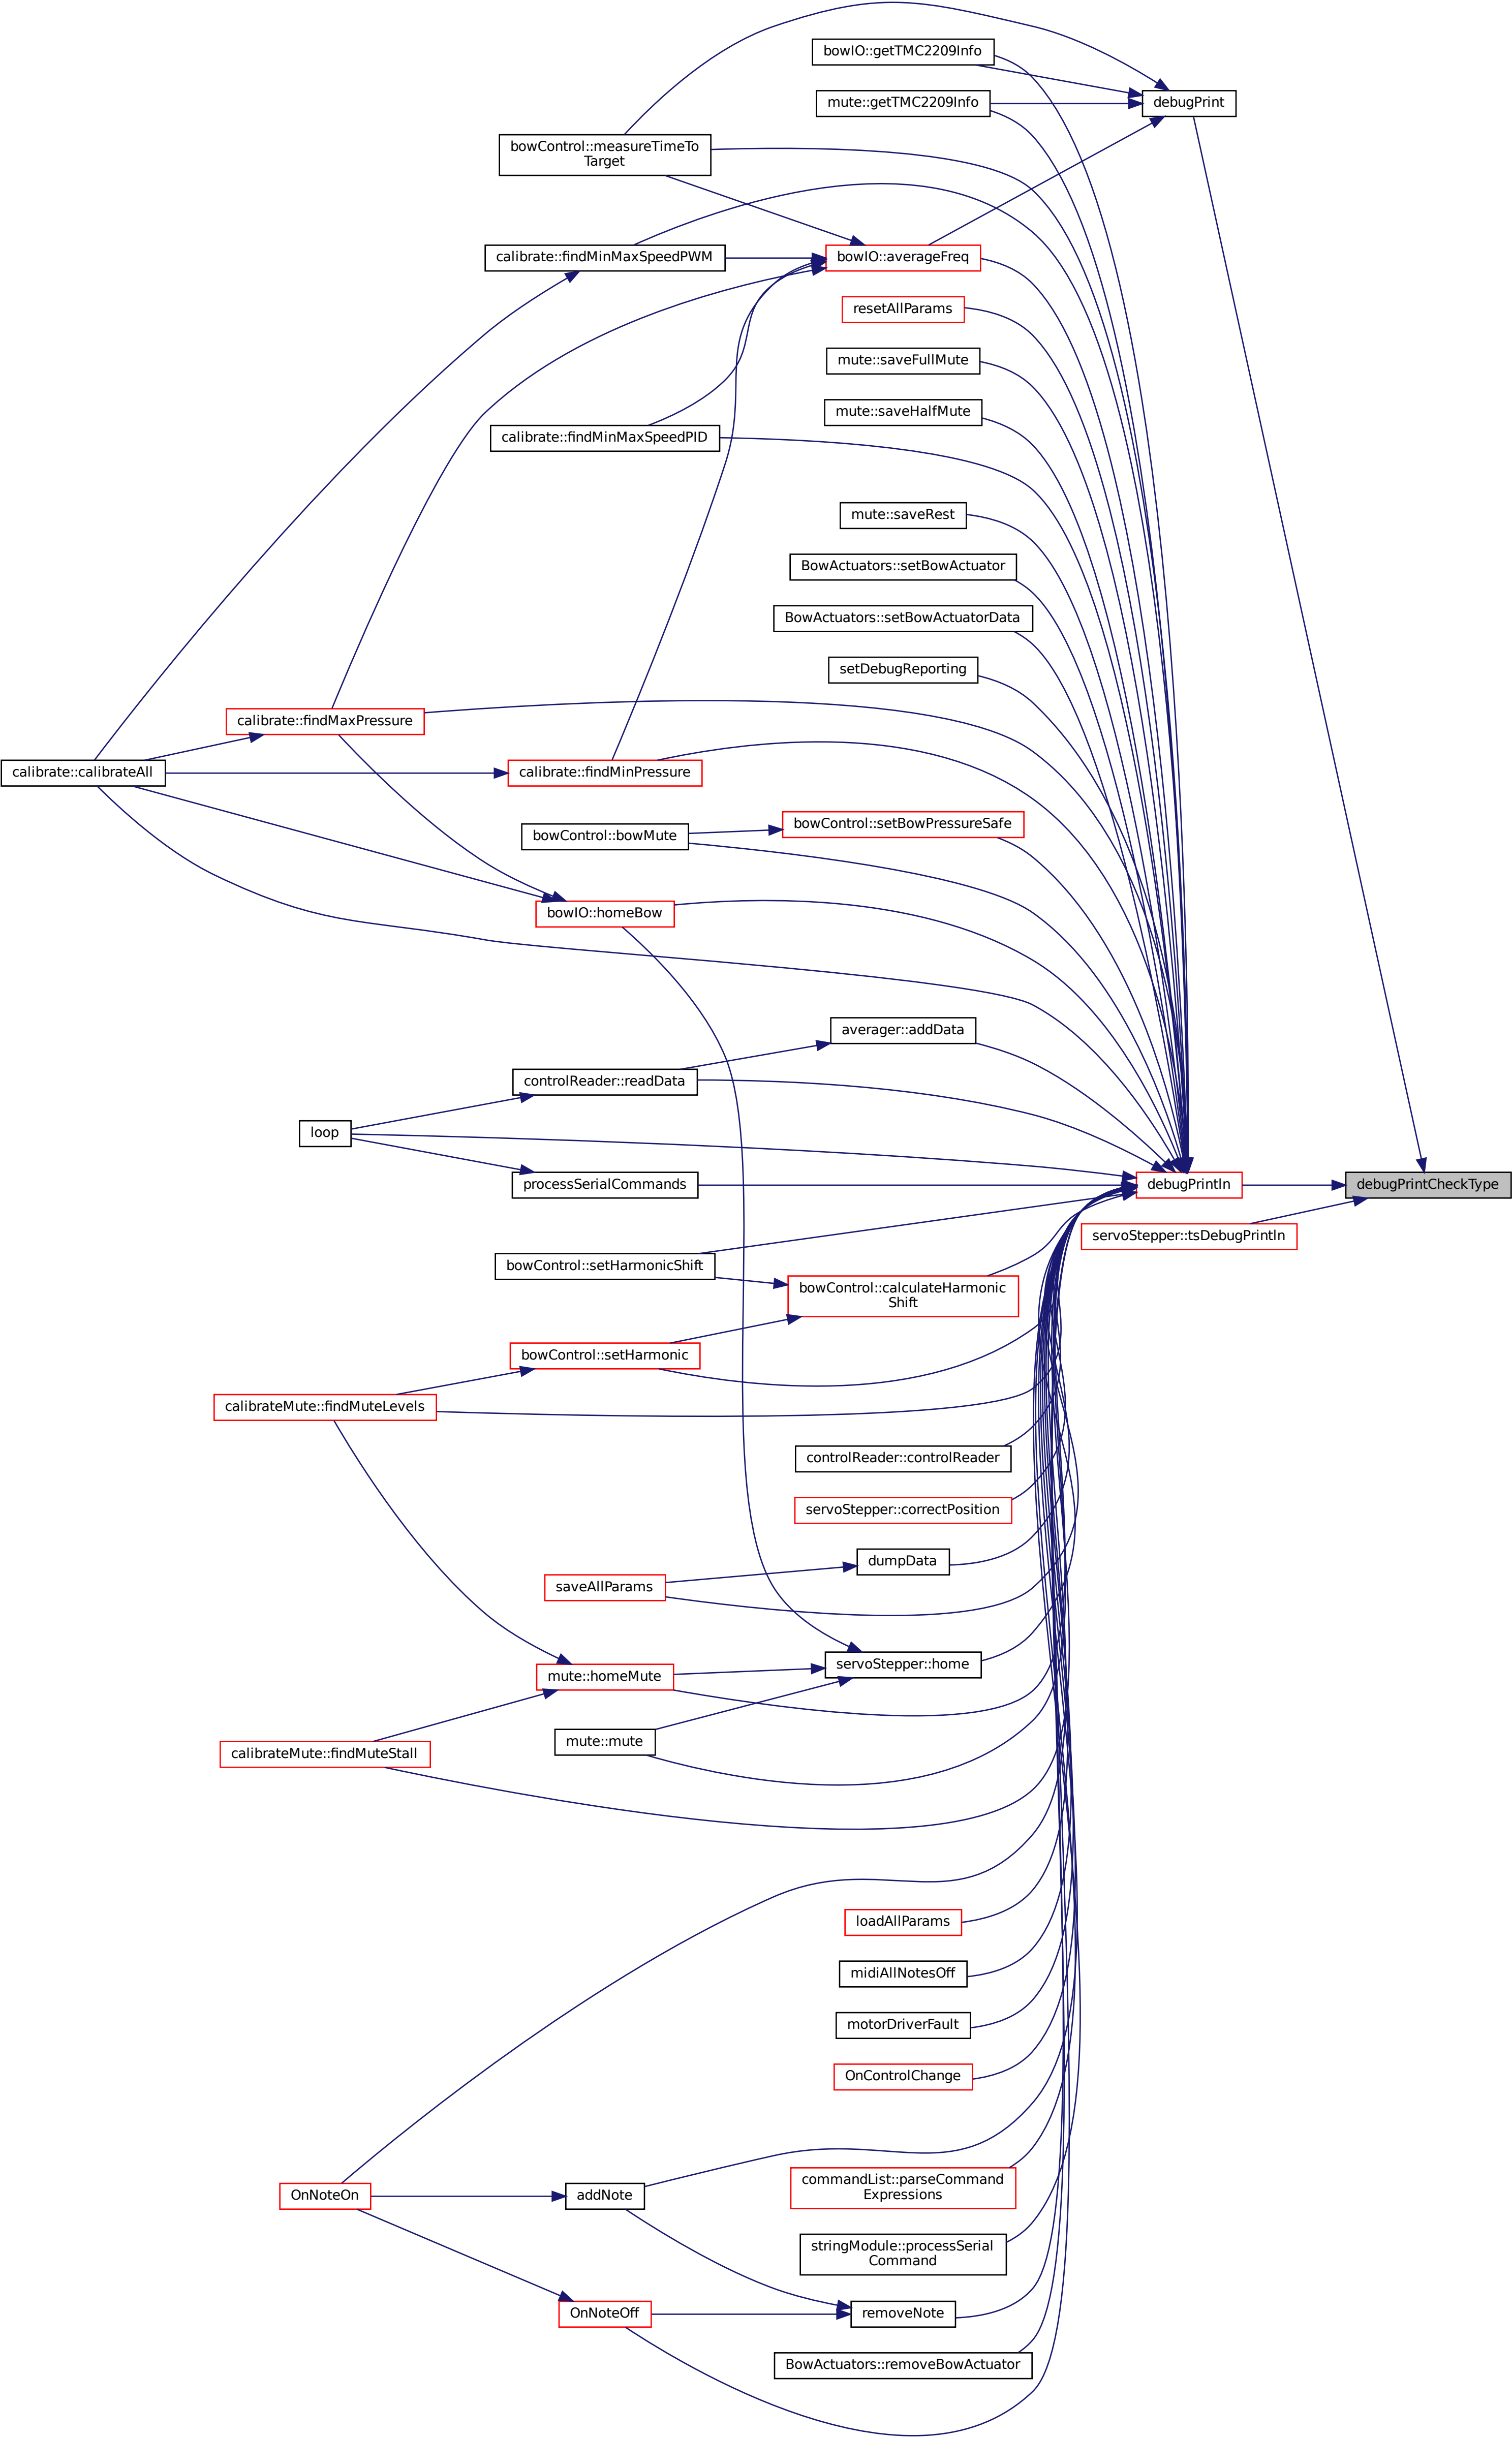 bowIO::getTMC2209Info
mute::getTMC2209Info
debugPrint
bowControl::measureTimeTo
Target
calibrate::findMinMaxSpeedPWM
bowIO::averageFreq
resetAllParams
mute::saveFullMute
mute::saveHalfMute
calibrate::findMinMaxSpeedPID
mute::saveRest
BowActuators::setBowActuator
BowActuators::setBowActuatorData
setDebugReporting
calibrate::findMaxPressure
calibrate::calibrateAll
calibrate::findMinPressure
bowControl::setBowPressureSafe
bowControl::bowMute
bowIO::homeBow
averager::addData
controlReader::readData
loop
processSerialCommands
debugPrintln
debugPrintCheckType
servoStepper::tsDebugPrintln
bowControl::setHarmonicShift
bowControl::calculateHarmonic
Shift
bowControl::setHarmonic
calibrateMute::findMuteLevels
controlReader::controlReader
servoStepper::correctPosition
dumpData
saveAllParams
servoStepper::home
mute::homeMute
mute::mute
calibrateMute::findMuteStall
loadAllParams
midiAllNotesOff
motorDriverFault
OnControlChange
commandList::parseCommand
Expressions
OnNoteOn
addNote
stringModule::processSerial
Command
OnNoteOff
removeNote
BowActuators::removeBowActuator